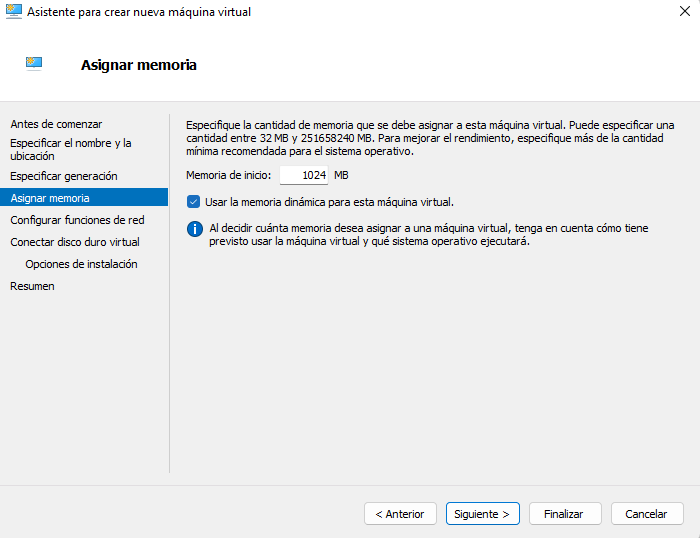 Asistente para crear nueva máquina virtual
Asignar memoria
Antes de comenzar
Especificar el nombre y la
ubicación
Especificar generación
Asignar memoria
Configurar funciones de red
Conectar disco duro virtual
Opciones de instalación
Resumen
Especifique la cantidad de memoria que se debe asignar a esta máquina virtual. Puede especificar una
cantidad entre 32 MB y 251658240 MB. Para mejorar el rendimiento, especifique más de la cantidad
mínima recomendada para el sistema operativo.
Memoria de inicio: 1024 MB
Usar la memoria dinámica para esta máquina virtual.
Al decidir cuánta memoria desea asignar a una máquina virtual, tenga en cuenta cómo tiene
previsto usar la máquina virtual y qué sistema operativo ejecutará.
< Anterior
Siguiente >
Finalizar
Cancelar